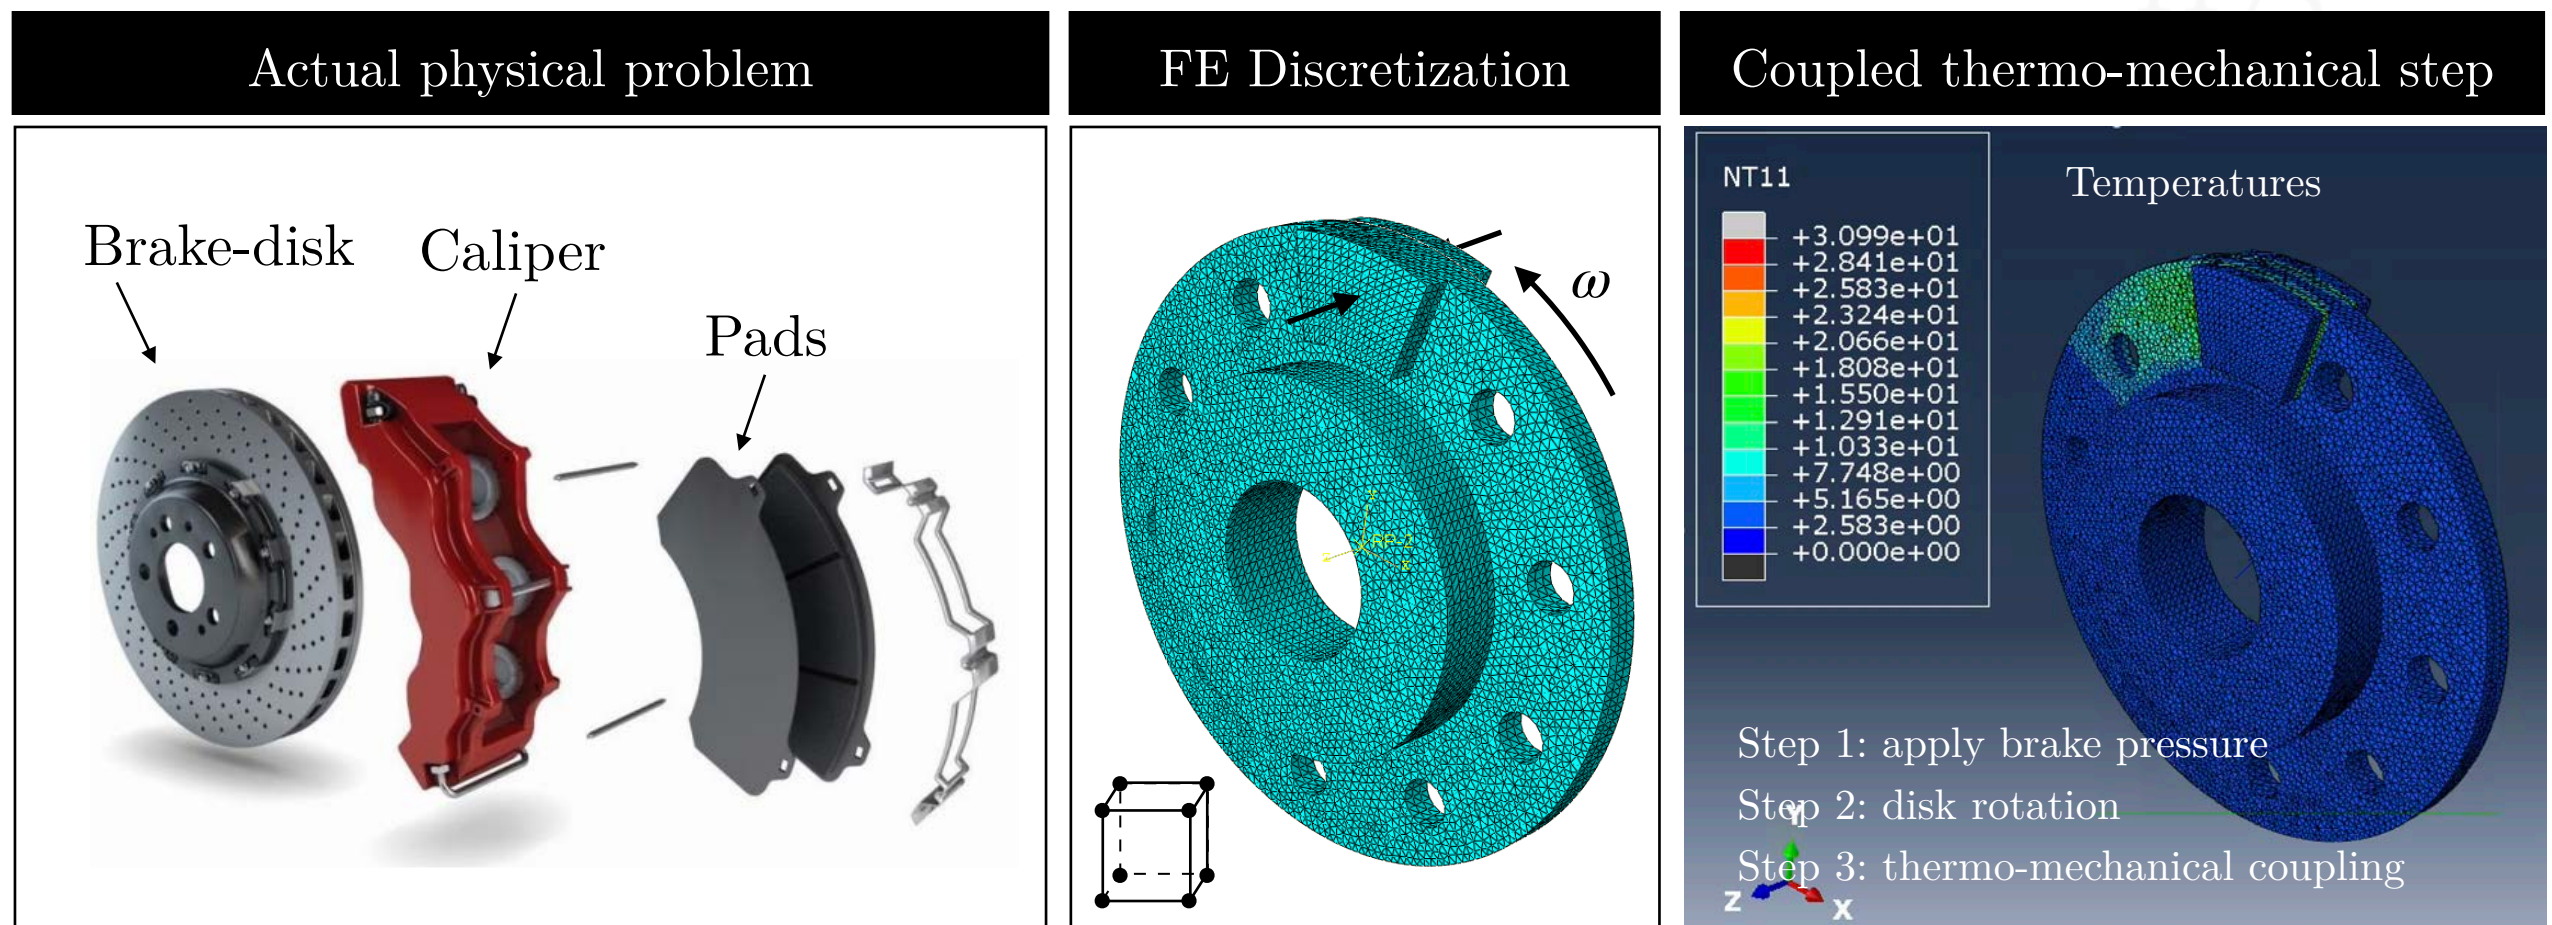 Actual physical problem
FE Discretization
Coupled thermo-mechanical step
Brake-disk
Caliper
Pads
ω
NT11
Temperatures
+3.099e+01
+2.841e+01
+2.583e+01
+2.324e+01
+2.066e+01
+1.808e+01
+1.550e+01
+1.291e+01
+1.033e+01
+7.748e+00
+5.165e+00
+2.583e+00
+0.000e+00
Step 1: apply brake pressure
Step 2: disk rotation
Step 3: thermo-mechanical coupling
Y
Z
X